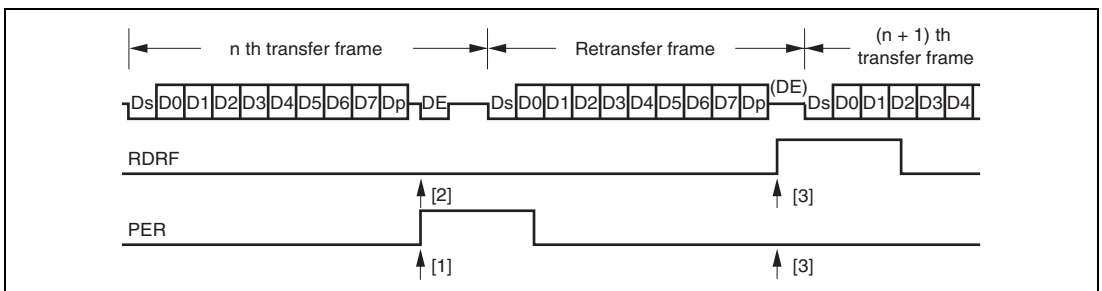 n th transfer frame
Retransfer frame
(n + 1) th
transfer frame
Ds D0 D1 D2 D3 D4 D5 D6 D7 Dp DE Ds D0 D1 D2 D3 D4 D5 D6 D7 Dp (DE) Ds D0 D1 D2 D3 D4
RDRF
[2] [3]
PER
[1] [3]